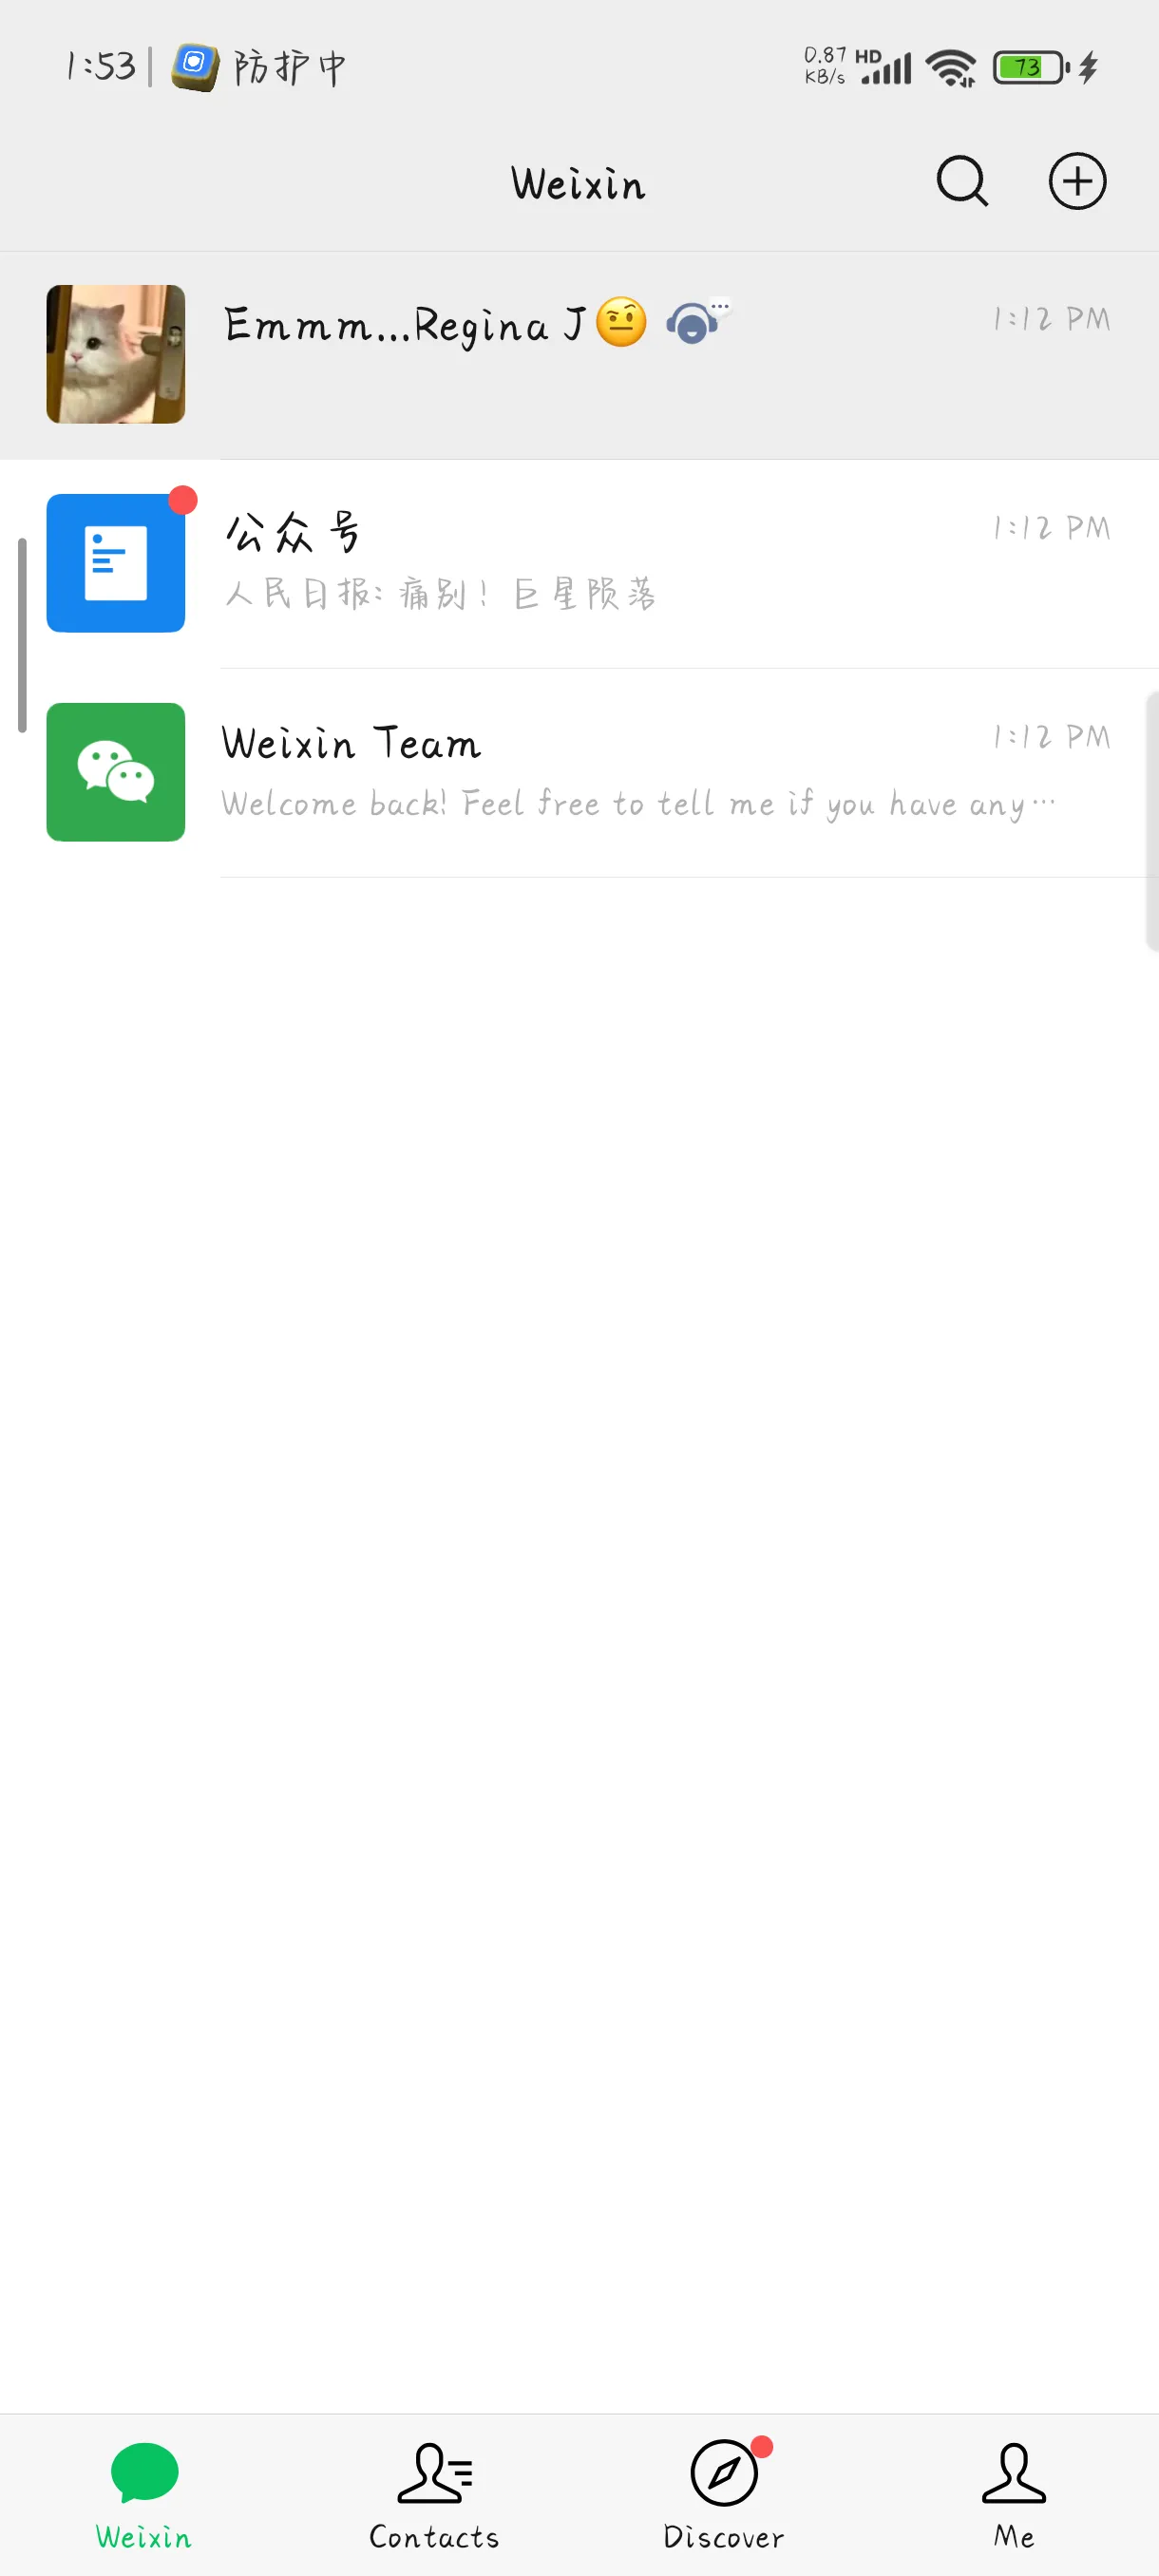 1:53 防护中 0.87 KB/s HD 73
Weixin
Emmm...Regina J🤨 1:12 PM
公众号 1:12 PM
人民日报: 痛别！巨星陨落
Weixin Team 1:12 PM
Welcome back! Feel free to tell me if you have any…
Weixin Contacts Discover Me